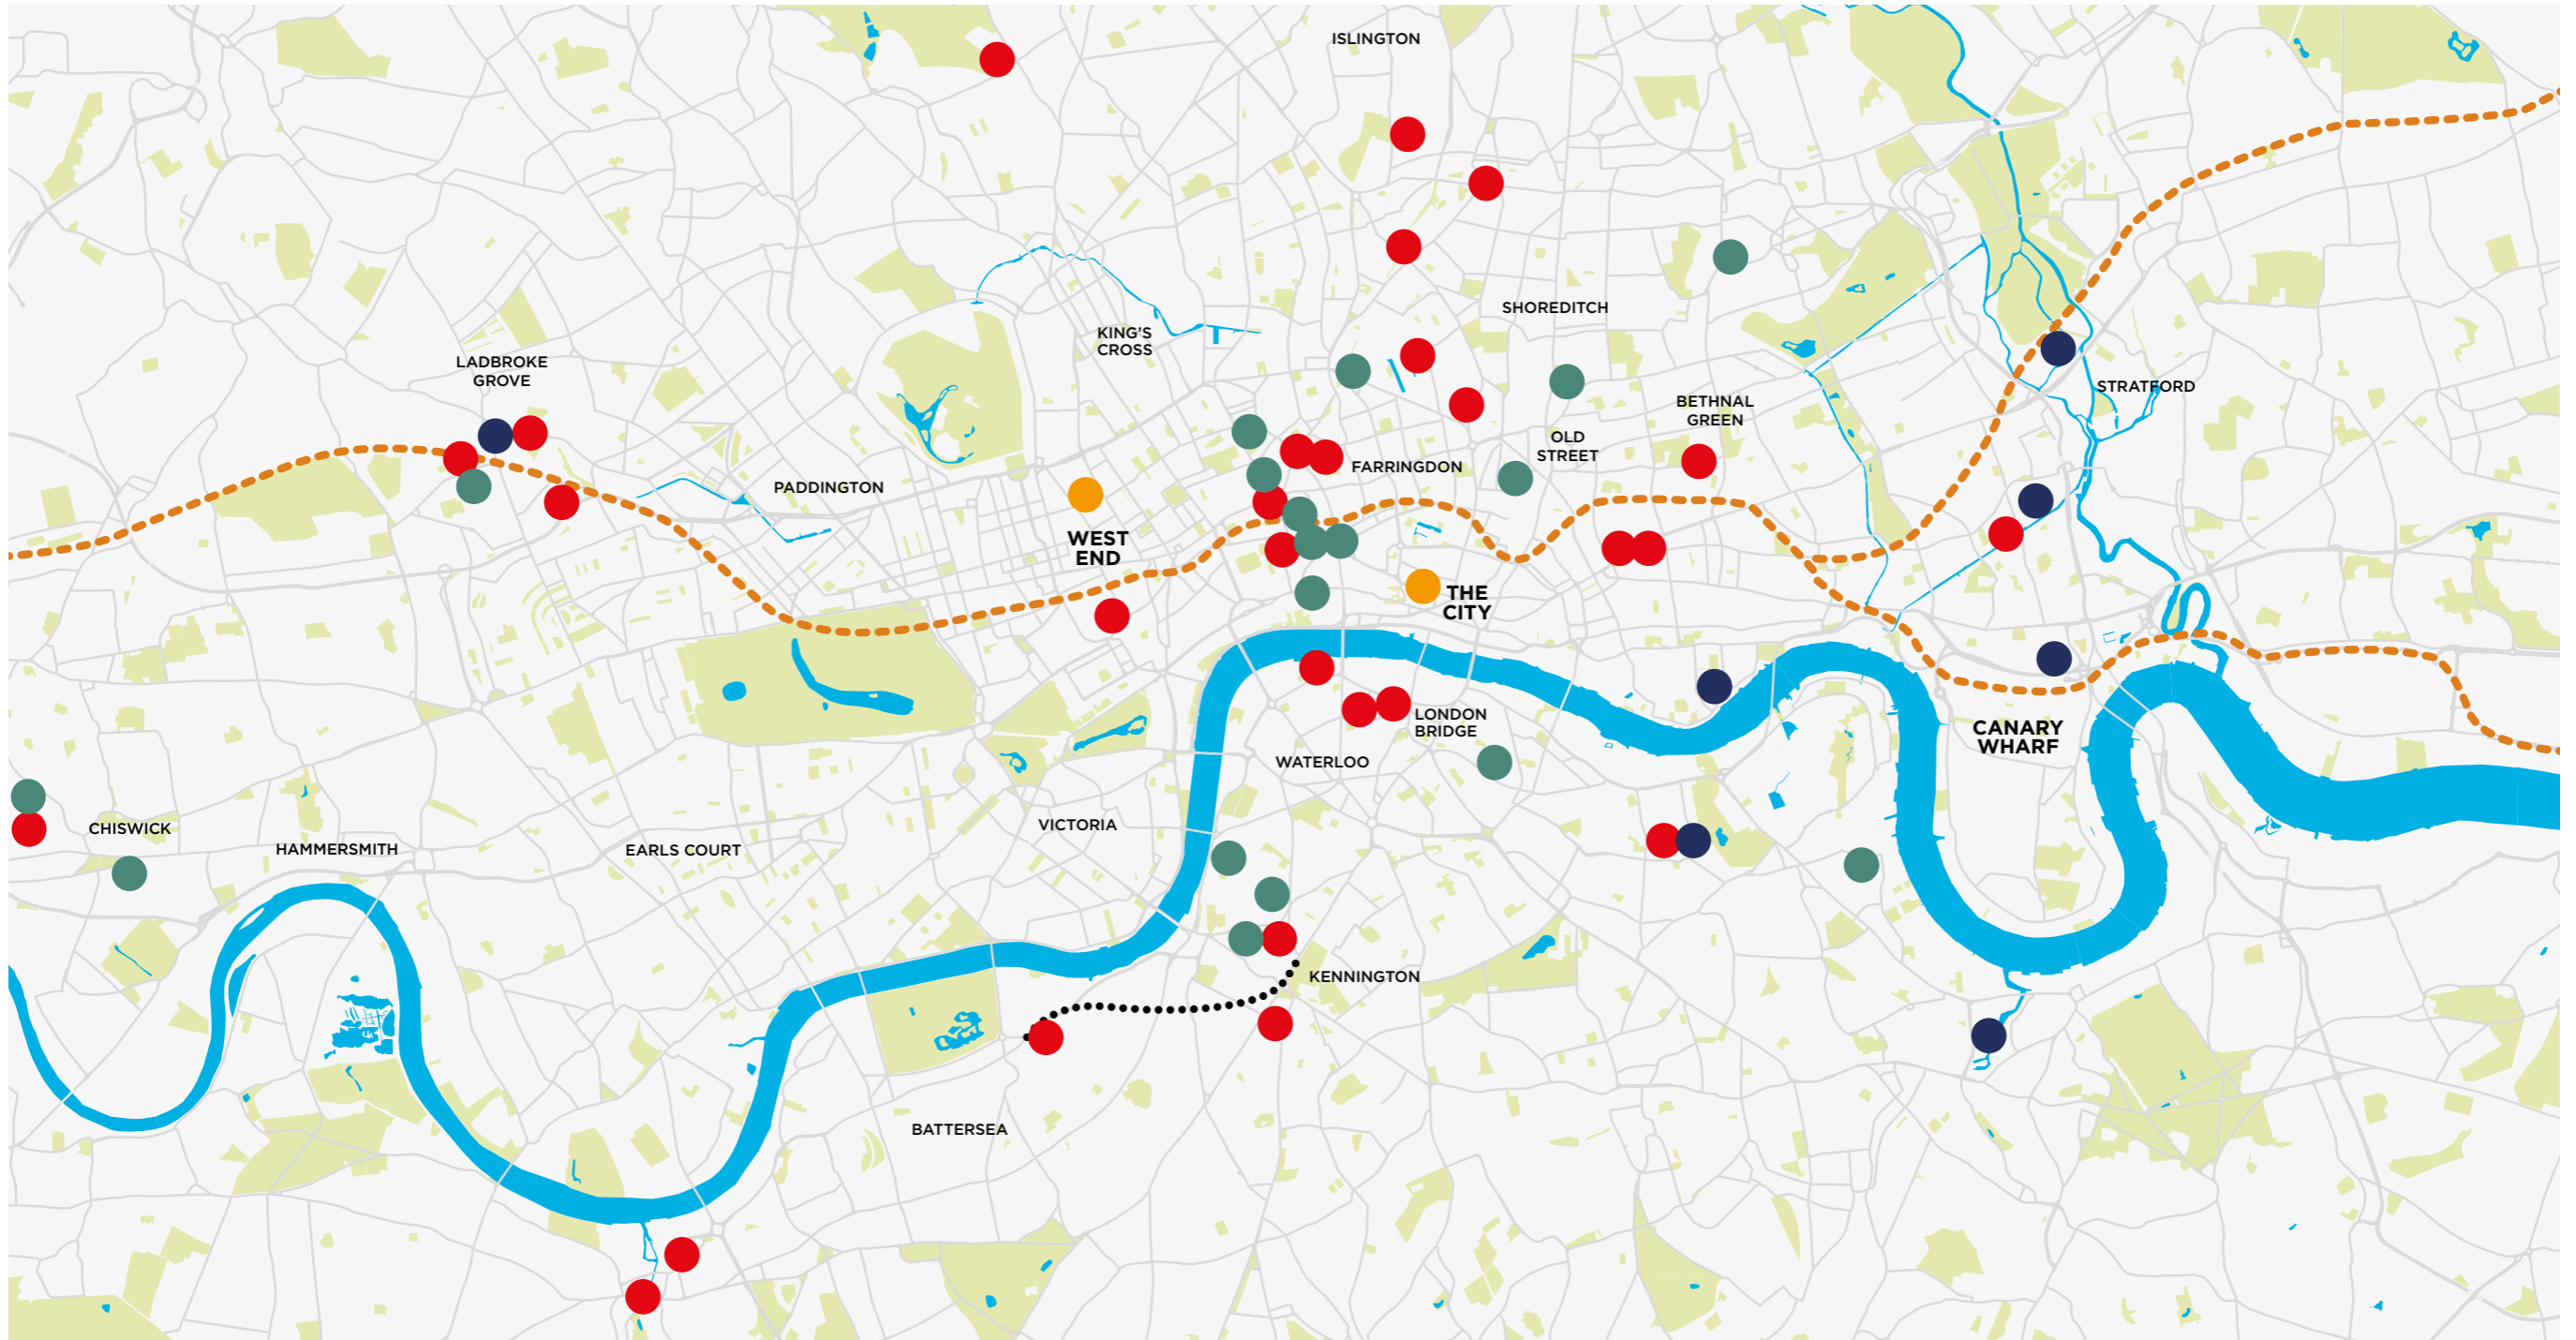 ISLINGTON
SHOREDITCH
KING'S
CROSS
LADBROKE
GROVE
STRATFORD
BETHNAL
GREEN
OLD
STREET
FARRINGDON
PADDINGTON
WEST
END
THE
CITY
LONDON
BRIDGE
CANARY
WHARF
WATERLOO
VICTORIA
CHISWICK
HAMMERSMITH
EARLS COURT
KENNINGTON
BATTERSEA